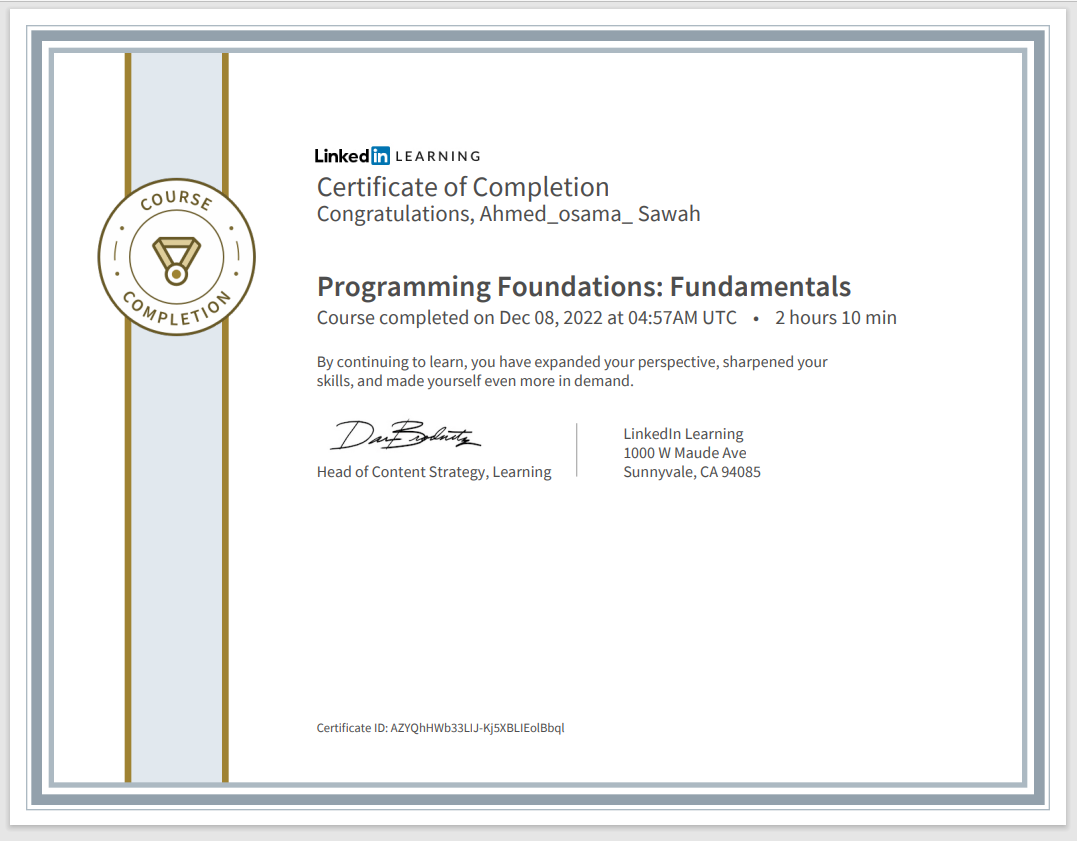 COURSE
COMPLETION
Linked in LEARNING
Certificate of Completion
Congratulations, Ahmed_osama_ Sawah
Programming Foundations: Fundamentals
Course completed on Dec 08, 2022 at 04:57AM UTC • 2 hours 10 min
By continuing to learn, you have expanded your perspective, sharpened your
skills, and made yourself even more in demand.
Head of Content Strategy, Learning
LinkedIn Learning
1000 W Maude Ave
Sunnyvale, CA 94085
Certificate ID: AZYQhHWb33LIJ-Kj5XBLIEolBbql